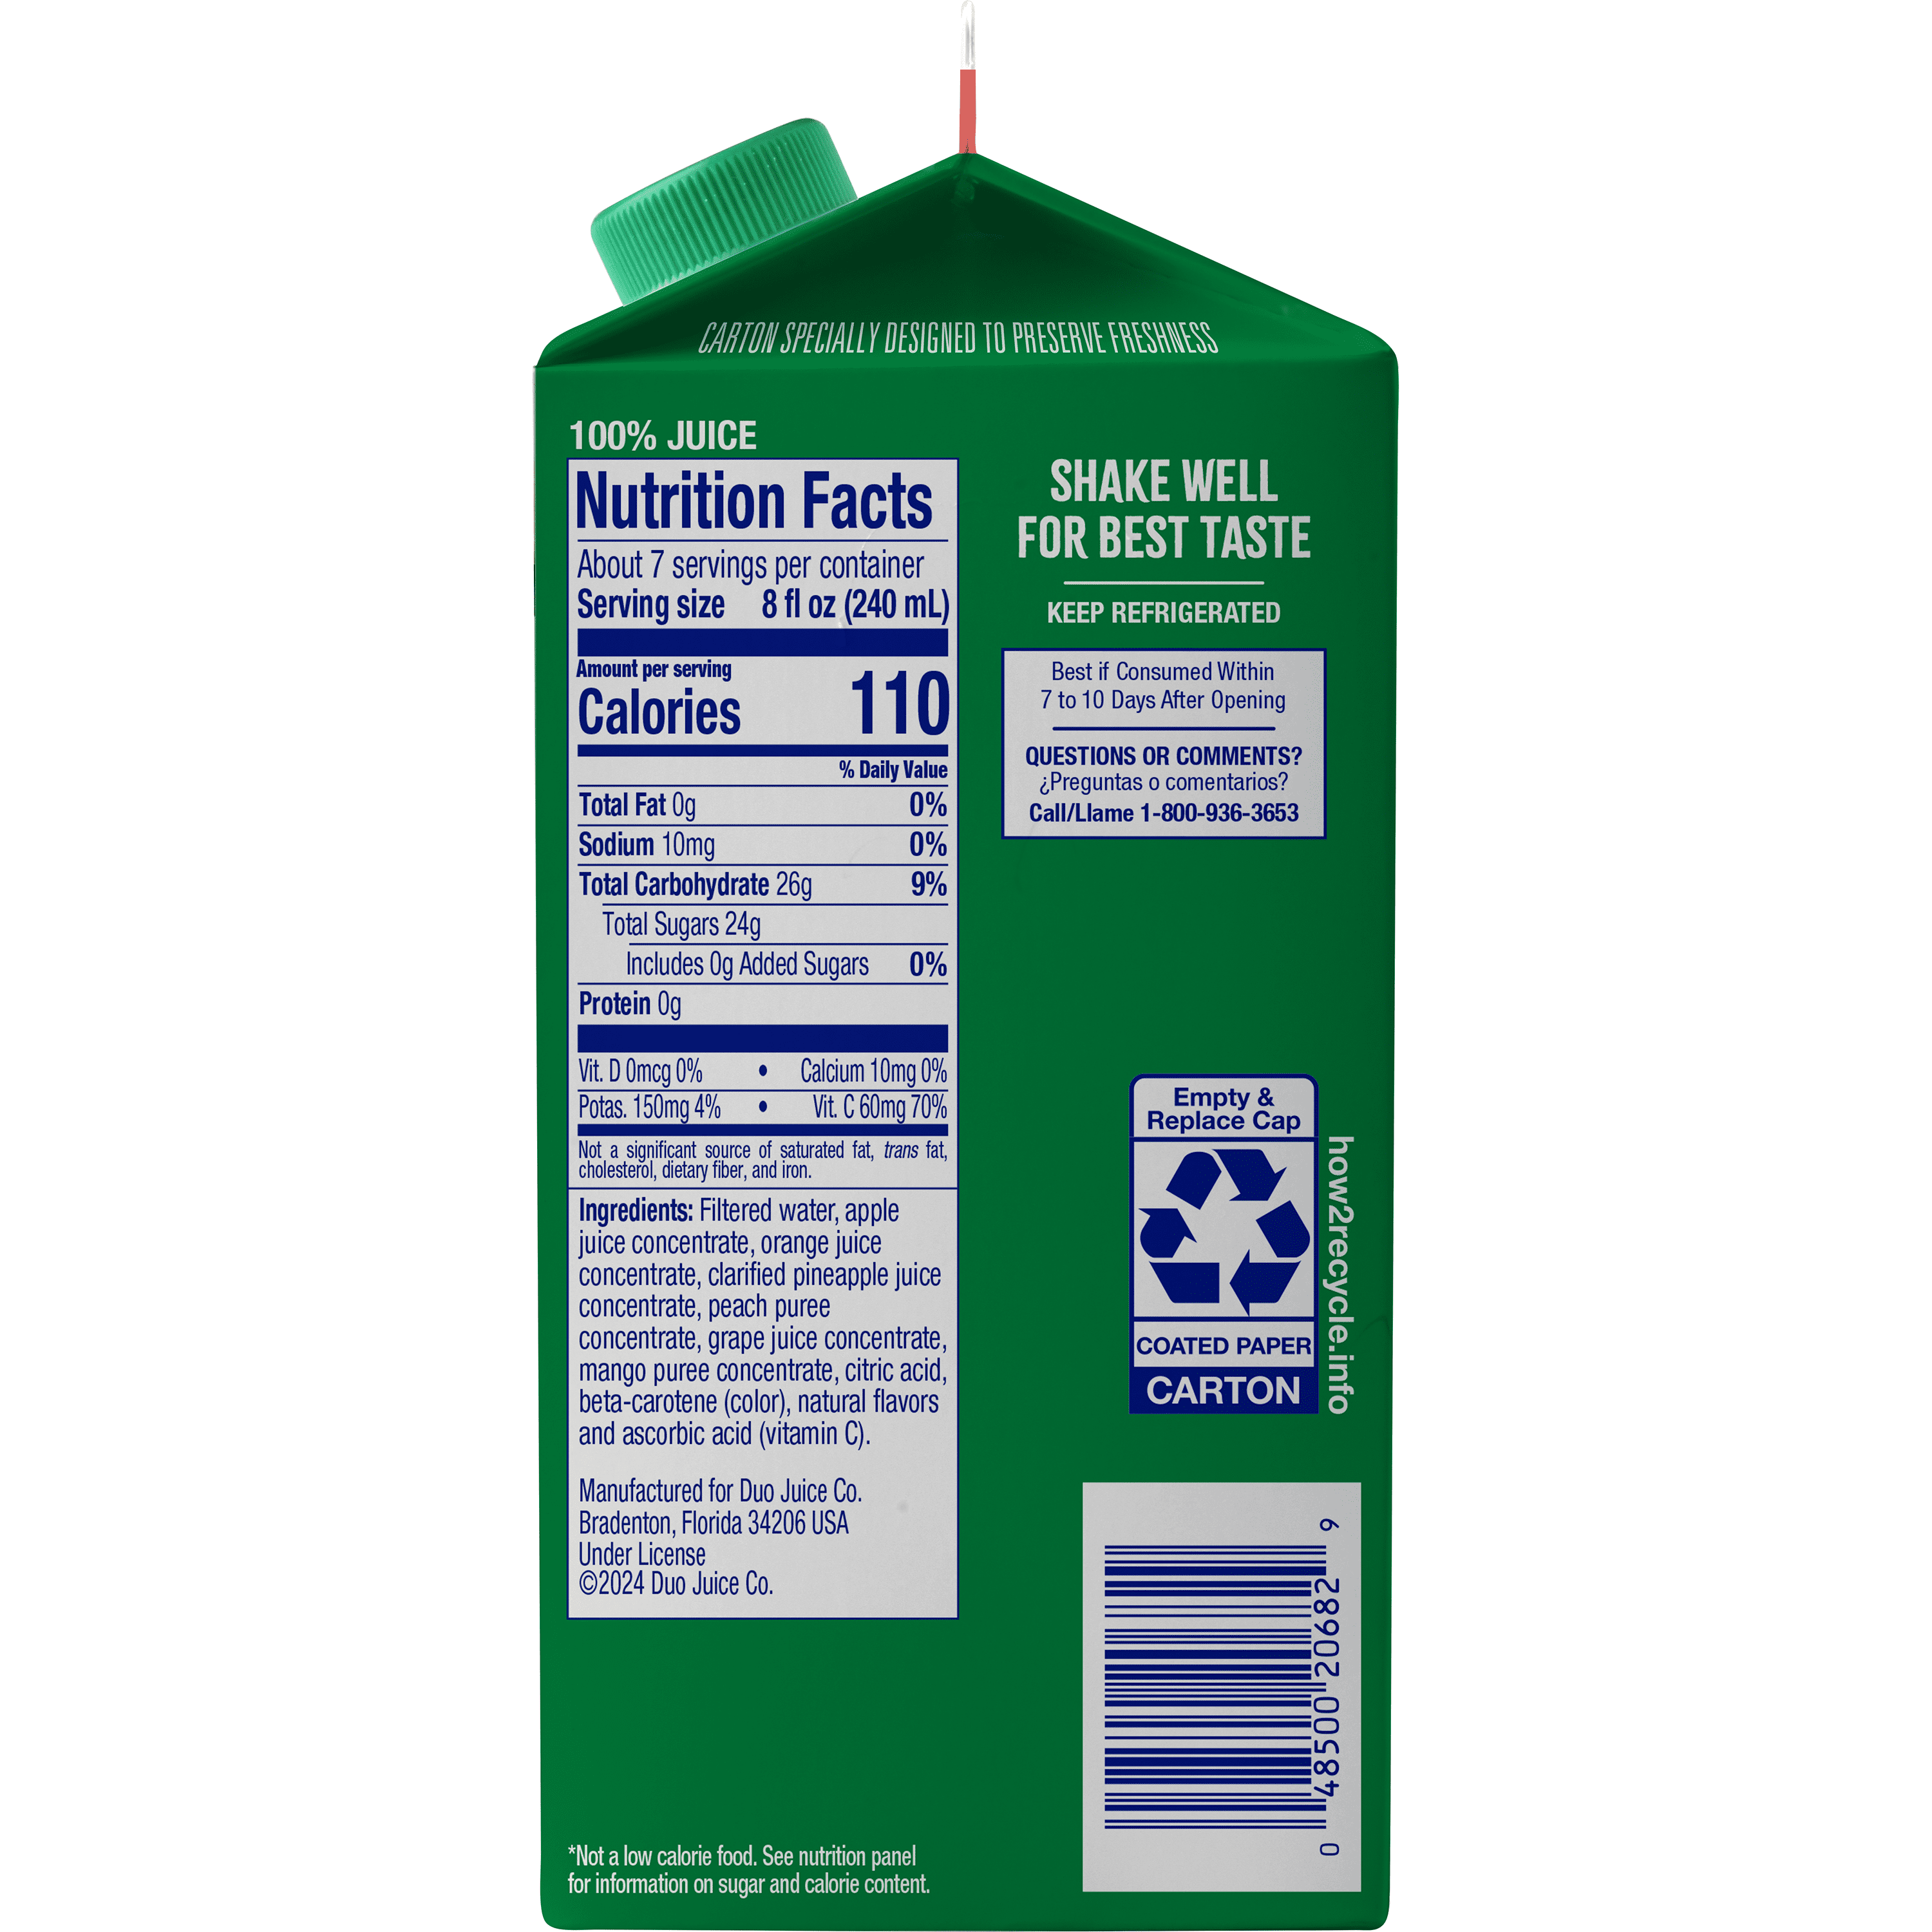 CARTON SPECIALLY DESIGNED TO PRESERVE FRESHNESS
100% JUICE
Nutrition Facts
About 7 servings per container
Serving size 8 fl oz (240 mL)
Amount per serving
Calories 110
% Daily Value
Total Fat 0g 0%
Sodium 10mg 0%
Total Carbohydrate 26g 9%
Total Sugars 24g
Includes 0g Added Sugars 0%
Protein 0g
Vit. D 0mcg 0% • Calcium 10mg 0%
Potas. 150mg 4% • Vit. C 60mg 70%
Not a significant source of saturated fat, trans fat,
cholesterol, dietary fiber, and iron.
Ingredients: Filtered water, apple
juice concentrate, orange juice
concentrate, clarified pineapple juice
concentrate, peach puree
concentrate, grape juice concentrate,
mango puree concentrate, citric acid,
beta-carotene (color), natural flavors
and ascorbic acid (vitamin C).
Manufactured for Duo Juice Co.
Bradenton, Florida 34206 USA
Under License
©2024 Duo Juice Co.
*Not a low calorie food. See nutrition panel
for information on sugar and calorie content.
SHAKE WELL
FOR BEST TASTE
KEEP REFRIGERATED
Best if Consumed Within
7 to 10 Days After Opening
QUESTIONS OR COMMENTS?
¿Preguntas o comentarios?
Call/Llame 1-800-936-3653
Empty &
Replace Cap
COATED PAPER
CARTON
how2recycle.info
0 48500 20682 9